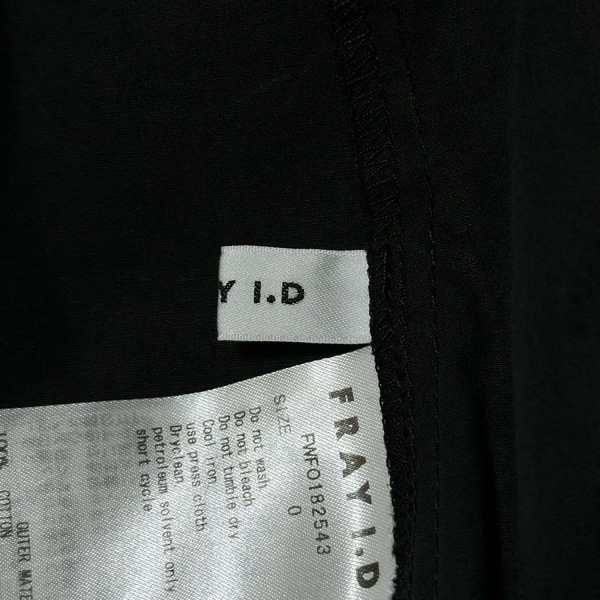 Y I.D
FRAY I.D
FWFO182543
SIZE 0
Do not wash
Do not bleach
Do not tumble dry
Cool iron
use press cloth
Dryclean
petroleum solvent only
short cycle
OUTER MATE
100% COTTON